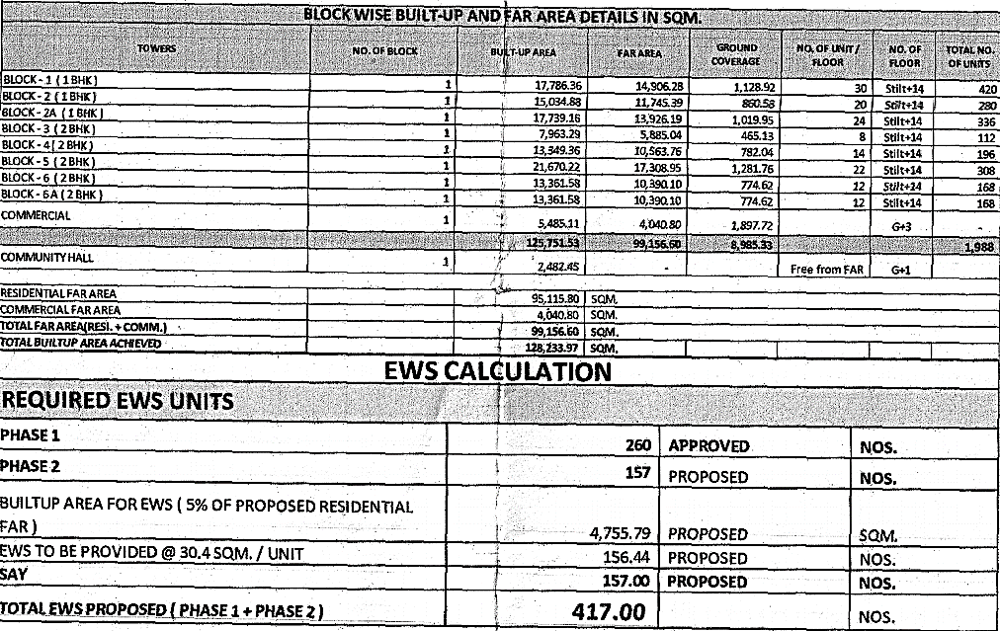 BLOCK WISE BUILT-UP AND FAR AREA DETAILS IN SQM.
TOWERS NO. OF BLOCK BUILT-UP AREA FAR AREA GROUND COVERAGE NO. OF UNIT / FLOOR NO. OF FLOOR TOTAL NO. OF UNITS
BLOCK - 1 ( 1 BHK ) 1 17,786.36 14,906.28 1,128.92 30 Stilt+14 420
BLOCK - 2 ( 1 BHK ) 1 15,034.88 11,745.39 860.58 20 Stilt+14 280
BLOCK - 2A ( 1 BHK ) 1 17,739.16 13,926.19 1,019.95 24 Stilt+14 336
BLOCK - 3 ( 2 BHK ) 1 7,963.29 5,885.04 465.13 8 Stilt+14 112
BLOCK - 4( 2 BHK ) 1 13,349.36 10,563.76 782.04 14 Stilt+14 196
BLOCK - 5 ( 2 BHK ) 1 21,670.22 17,308.95 1,281.76 22 Stilt+14 308
BLOCK - 6 ( 2 BHK ) 1 13,361.58 10,390.10 774.62 12 Stilt+14 168
BLOCK - 6A ( 2 BHK ) 1 13,361.58 10,390.10 774.62 12 Stilt+14 168
COMMERCIAL 1 5,485.11 4,040.80 1,897.72 G+3 -
125,751.53 99,156.60 8,985.33 1,988
COMMUNITY HALL 1 2,482.45 - Free from FAR G+1
RESIDENTIAL FAR AREA 95,115.80 SQM.
COMMERCIAL FAR AREA 4,040.80 SQM.
TOTAL FAR AREA(RESI. + COMM.) 99,156.60 SQM.
TOTAL BUILTUP AREA ACHIEVED 128,233.97 SQM.
EWS CALCULATION
REQUIRED EWS UNITS
PHASE 1 260 APPROVED NOS.
PHASE 2 157 PROPOSED NOS.
BUILTUP AREA FOR EWS ( 5% OF PROPOSED RESIDENTIAL
FAR ) 4,755.79 PROPOSED SQM.
EWS TO BE PROVIDED @ 30.4 SQM. / UNIT 156.44 PROPOSED NOS.
SAY 157.00 PROPOSED NOS.
TOTAL EWS PROPOSED ( PHASE 1 + PHASE 2 ) 417.00 NOS.